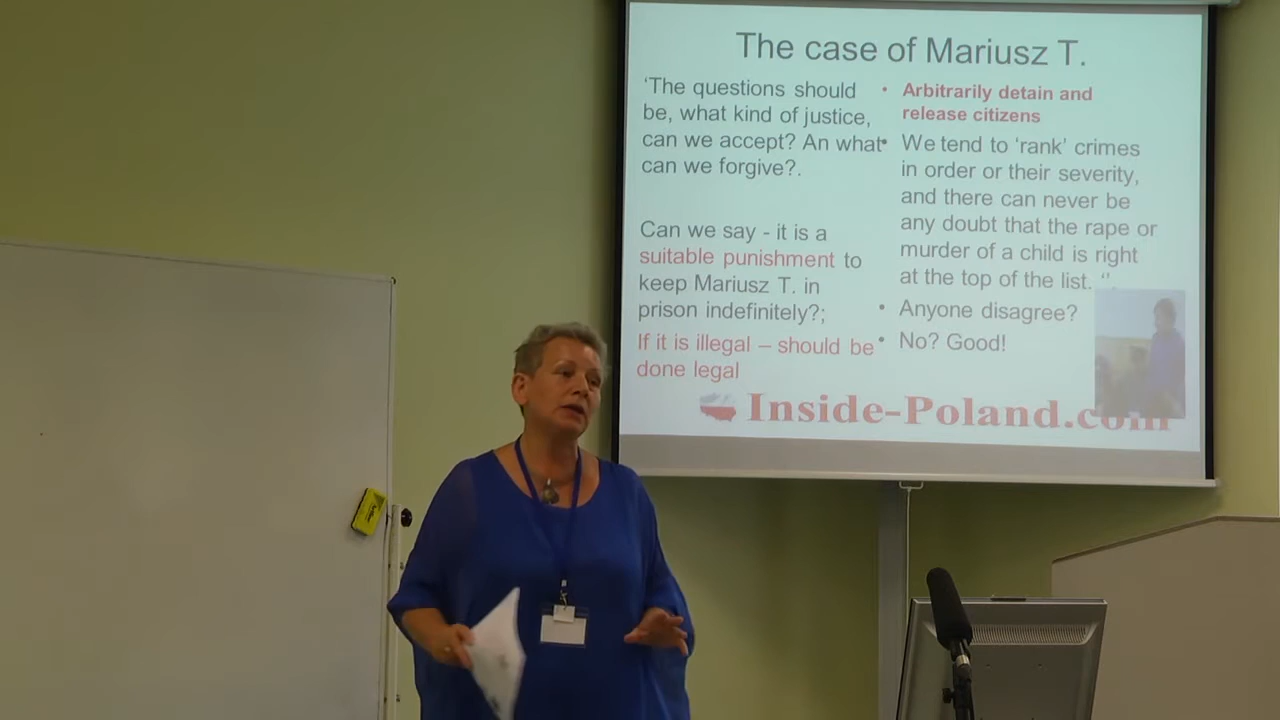 The case of Mariusz T.
‘The questions should
be, what kind of justice,
can we accept? An what
can we forgive?.
Can we say - it is a
suitable punishment to
keep Mariusz T. in
prison indefinitely?;
If it is illegal – should be
done legal
• Arbitrarily detain and
release citizens
• We tend to ‘rank’ crimes
in order or their severity,
and there can never be
any doubt that the rape or
murder of a child is right
at the top of the list. ‘’.
• Anyone disagree?
• No? Good!
Inside-Poland.com